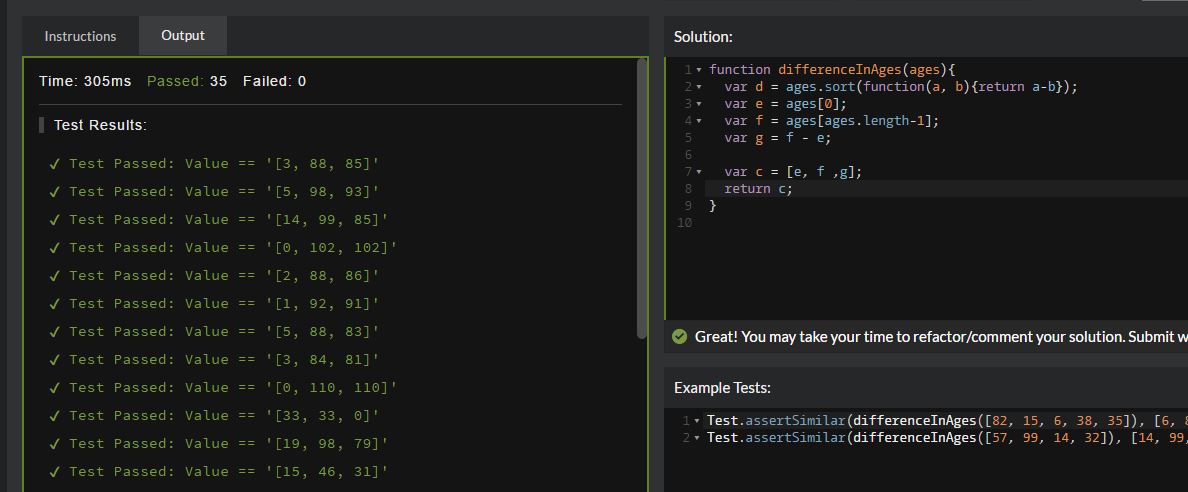 Instructions Output
Time: 305ms Passed: 35 Failed: 0
Test Results:
✓ Test Passed: Value == '[3, 88, 85]'
✓ Test Passed: Value == '[5, 98, 93]'
✓ Test Passed: Value == '[14, 99, 85]'
✓ Test Passed: Value == '[0, 102, 102]'
✓ Test Passed: Value == '[2, 88, 86]'
✓ Test Passed: Value == '[1, 92, 91]'
✓ Test Passed: Value == '[5, 88, 83]'
✓ Test Passed: Value == '[3, 84, 81]'
✓ Test Passed: Value == '[0, 110, 110]'
✓ Test Passed: Value == '[33, 33, 0]'
✓ Test Passed: Value == '[19, 98, 79]'
✓ Test Passed: Value == '[15, 46, 31]'
Solution:
1 function differenceInAges(ages){
2 var d = ages.sort(function(a, b){return a-b});
3 var e = ages[0];
4 var f = ages[ages.length-1];
5 var g = f - e;
6
7 var c = [e, f ,g];
8 return c;
9 }
10
Great! You may take your time to refactor/comment your solution. Submit w
Example Tests:
1 Test.assertSimilar(differenceInAges([82, 15, 6, 38, 35]), [6,
2 Test.assertSimilar(differenceInAges([57, 99, 14, 32]), [14, 99,